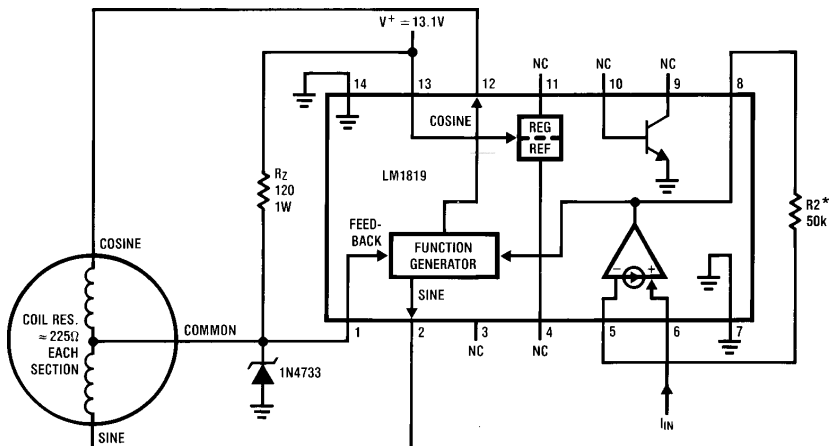 V+ = 13.1V
NC
NC
NC
14
13
12
11
10
9
8
COSINE
REG
REF
LM1819
RZ
120
1W
R2*
50k
FEED-
BACK
FUNCTION
GENERATOR
SINE
- +
COSINE
COIL RES.
≈ 225Ω
EACH
SECTION
COMMON
1
2
3
4
5
6
7
NC
NC
1N4733
IIN
SINE